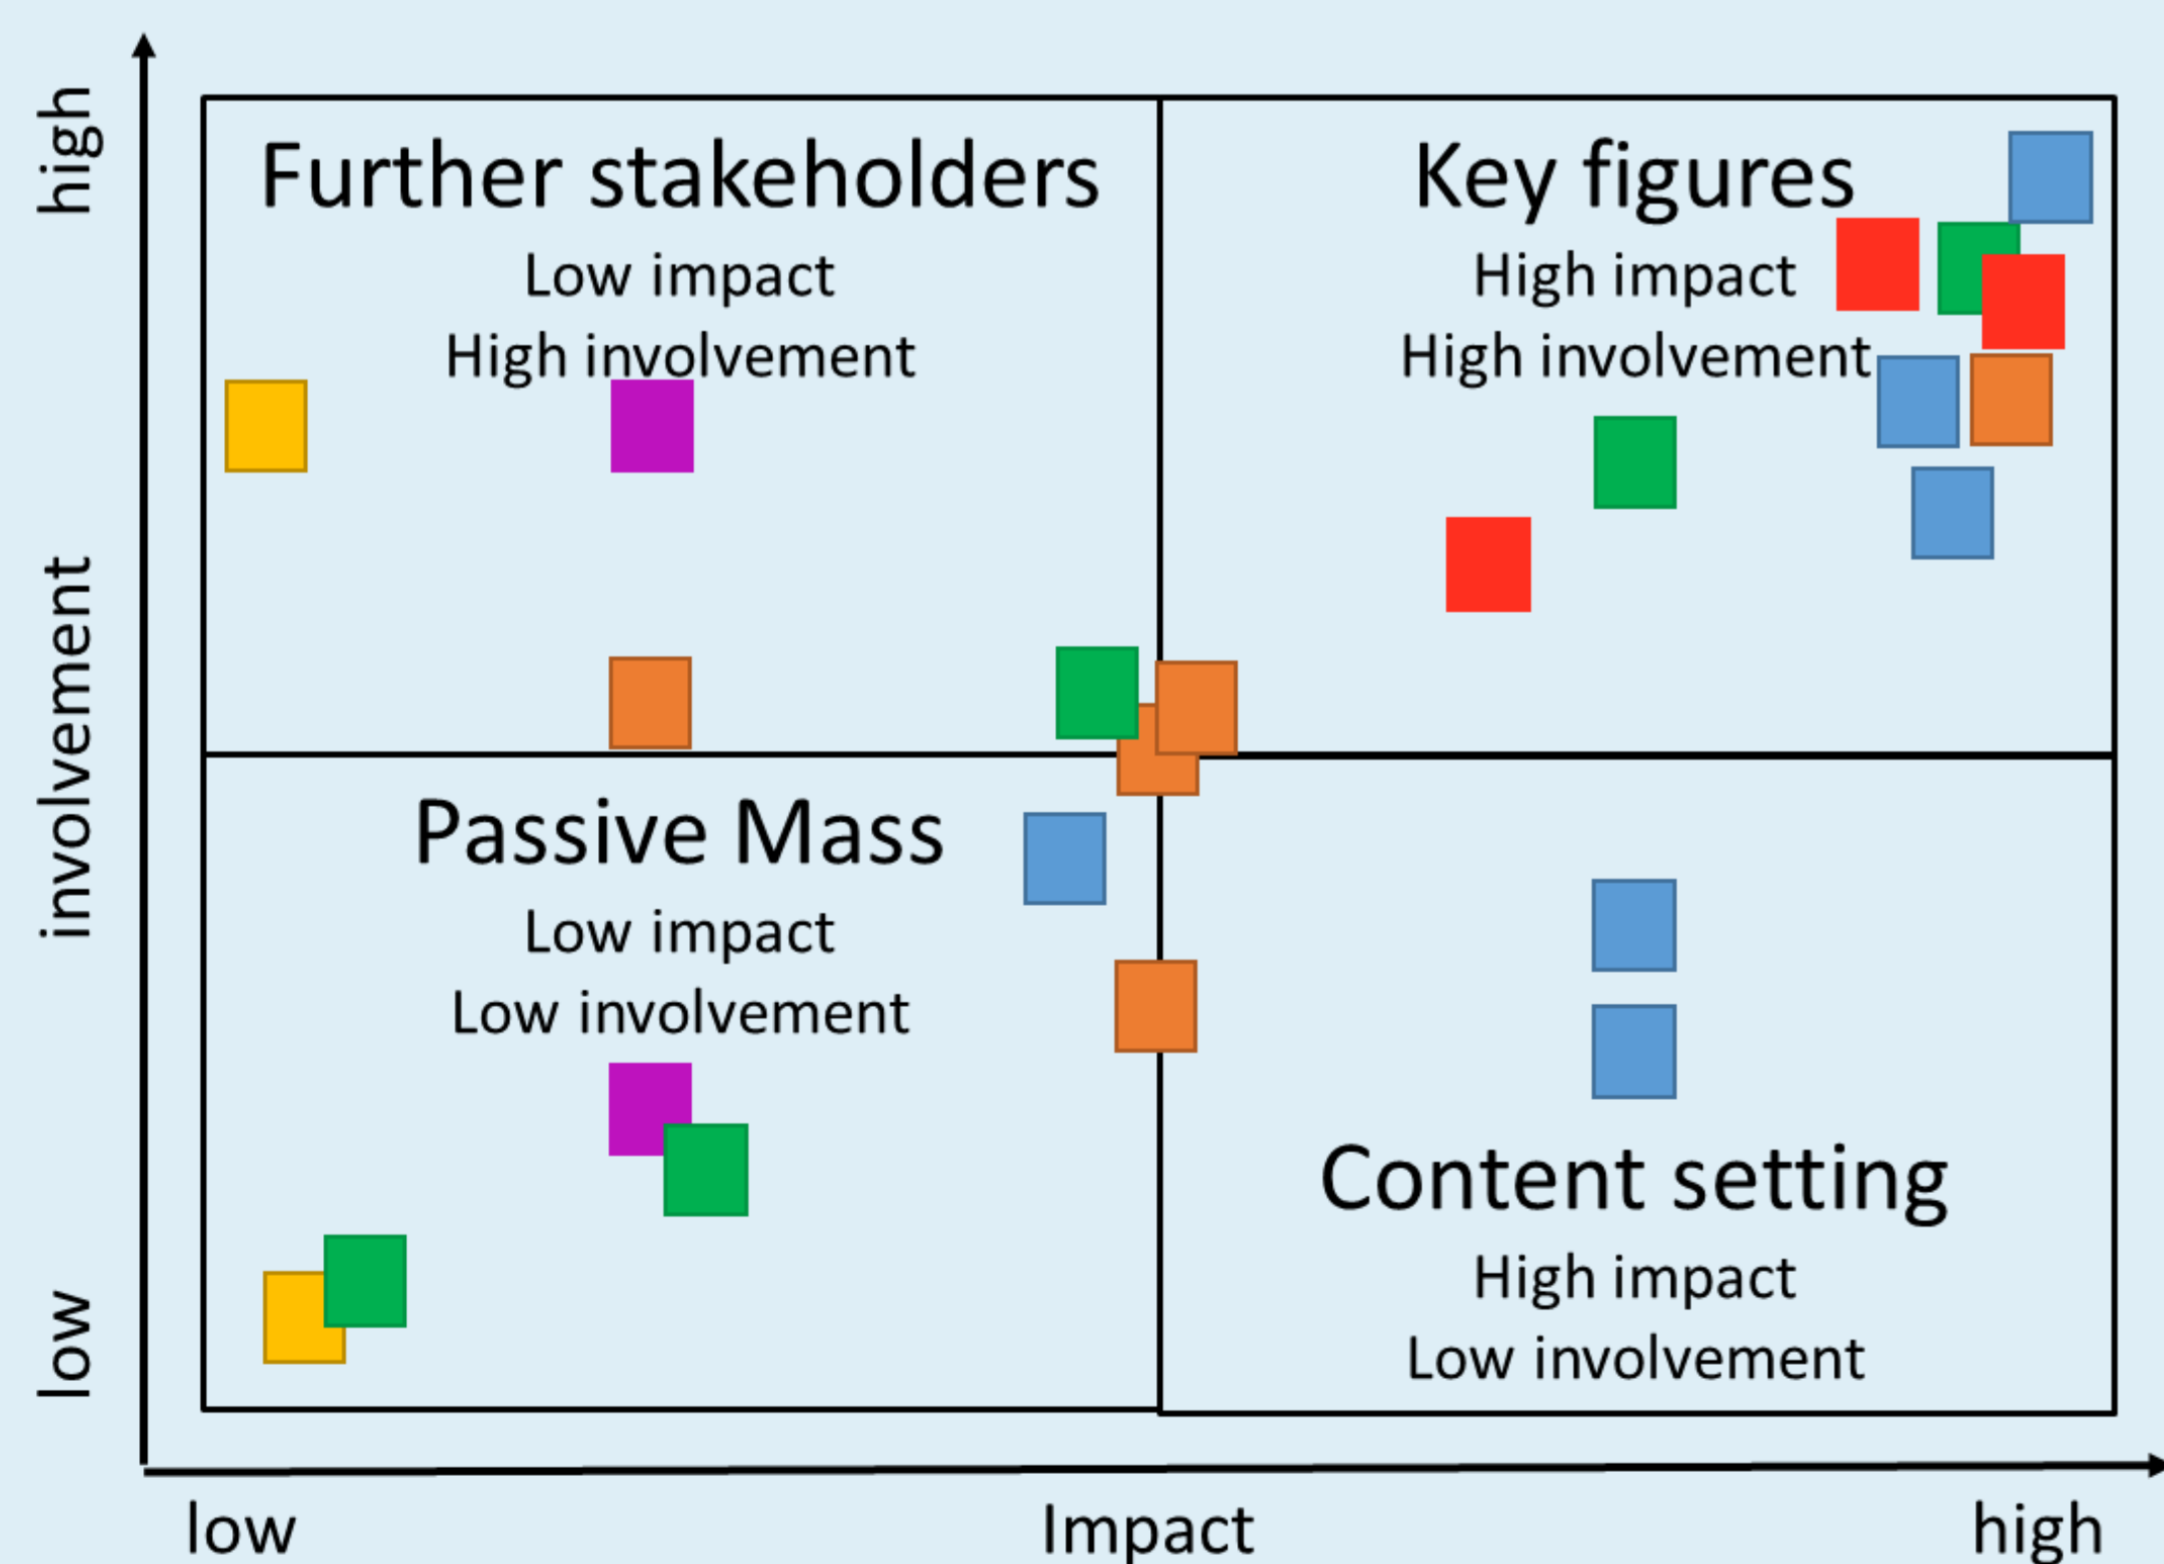 high
involvement
low
Further stakeholders
Low impact
High involvement
Key figures
High impact
High involvement
Passive Mass
Low impact
Low involvement
Content setting
High impact
Low involvement
low
Impact
high